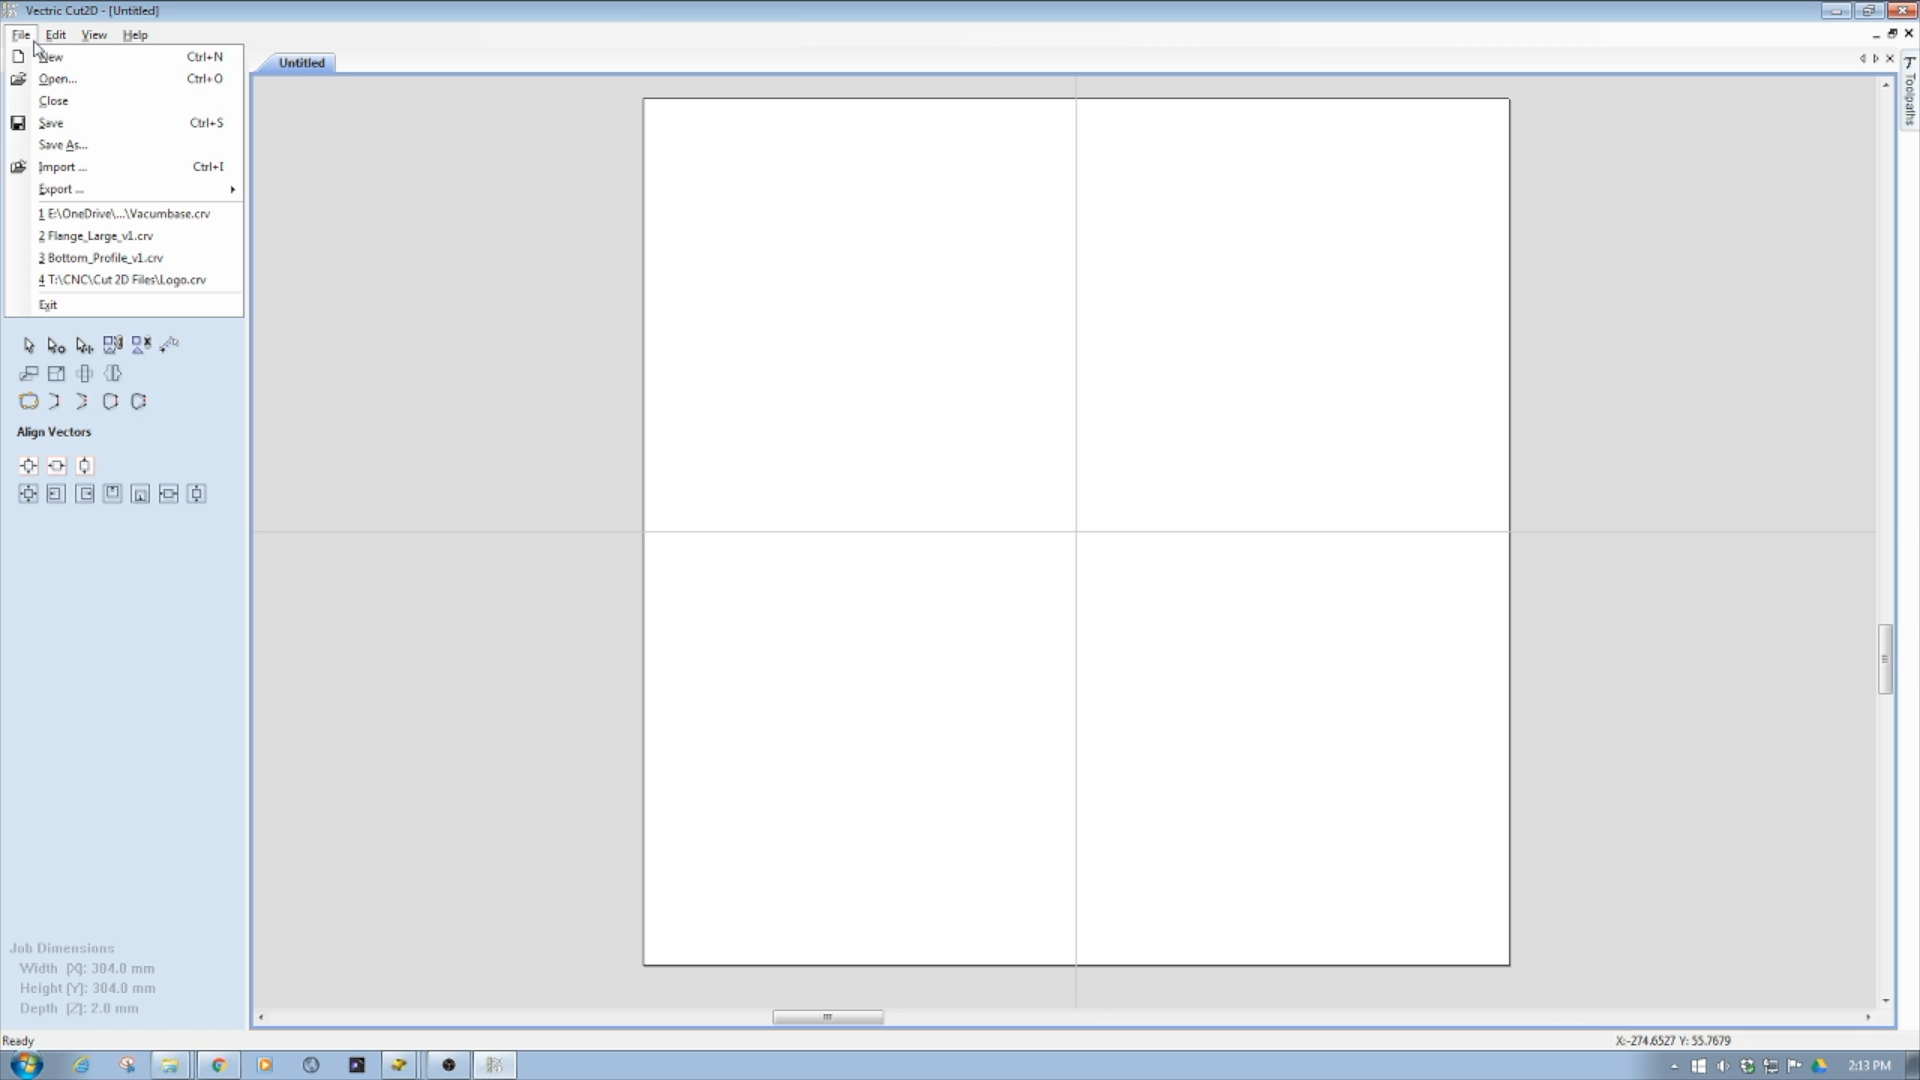 Vectric Cut2D - [Untitled]
File Edit View Help
New Ctrl+N
Open... Ctrl+O
Close
Save Ctrl+S
Save As...
Import ... Ctrl+I
Export ...
1 E:\OneDrive\...\Vacumbase.crv
2 Flange_Large_v1.crv
3 Bottom_Profile_v1.crv
4 T:\CNC\Cut 2D Files\Logo.crv
Exit
Untitled
Toolpaths
Align Vectors
Job Dimensions
Width [X]: 304.0 mm
Height [Y]: 304.0 mm
Depth [Z]: 2.0 mm
Ready
X:-274.6527 Y: 55.7679
2:13 PM